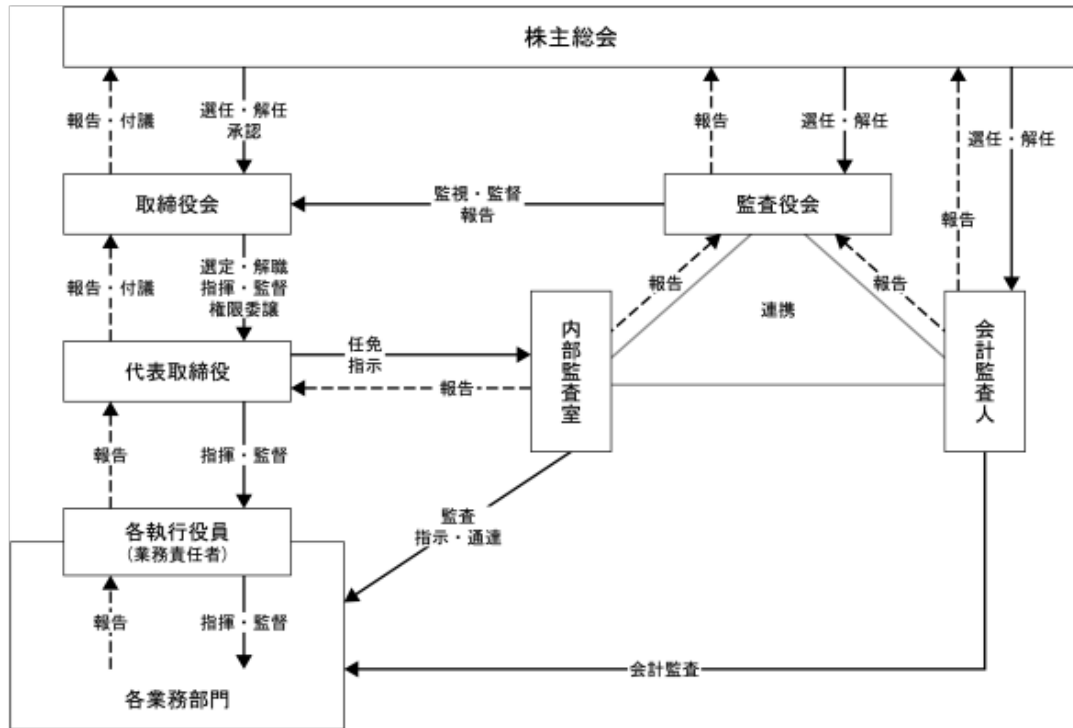 株主総会
報告・付議
選任・解任
承認
報告
選任・解任
選任・解任
取締役会
監視・監督
報告
監査役会
報告
報告・付議
選定・解職
指揮・監督
権限委譲
報告
報告
連携
内部監査室
会計監査人
代表取締役
任免
指示
報告
報告
指揮・監督
監査
指示・通達
各執行役員
(業務責任者)
報告
指揮・監督
会計監査
各業務部門